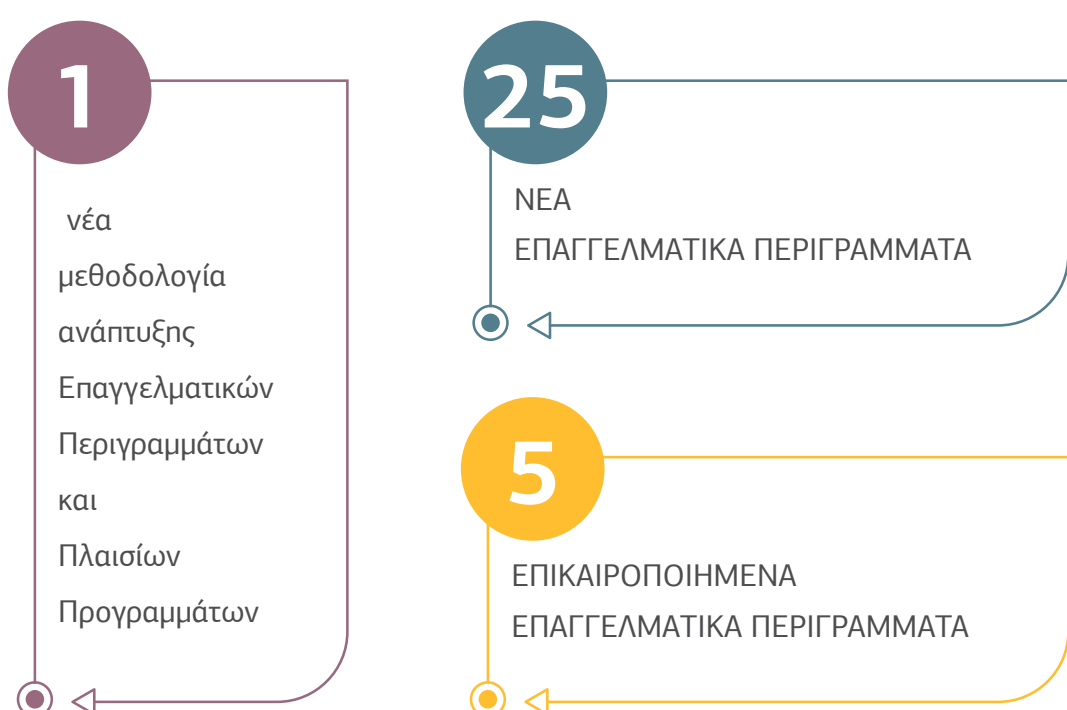 1
νέα
μεθοδολογία
ανάπτυξης
Επαγγελματικών
Περιγραμμάτων
και
Πλαισίων
Προγραμμάτων
25
ΝΕΑ
ΕΠΑΓΓΕΛΜΑΤΙΚΑ ΠΕΡΙΓΡΑΜΜΑΤΑ
5
ΕΠΙΚΑΙΡΟΠΟΙΗΜΕΝΑ
ΕΠΑΓΓΕΛΜΑΤΙΚΑ ΠΕΡΙΓΡΑΜΜΑΤΑ